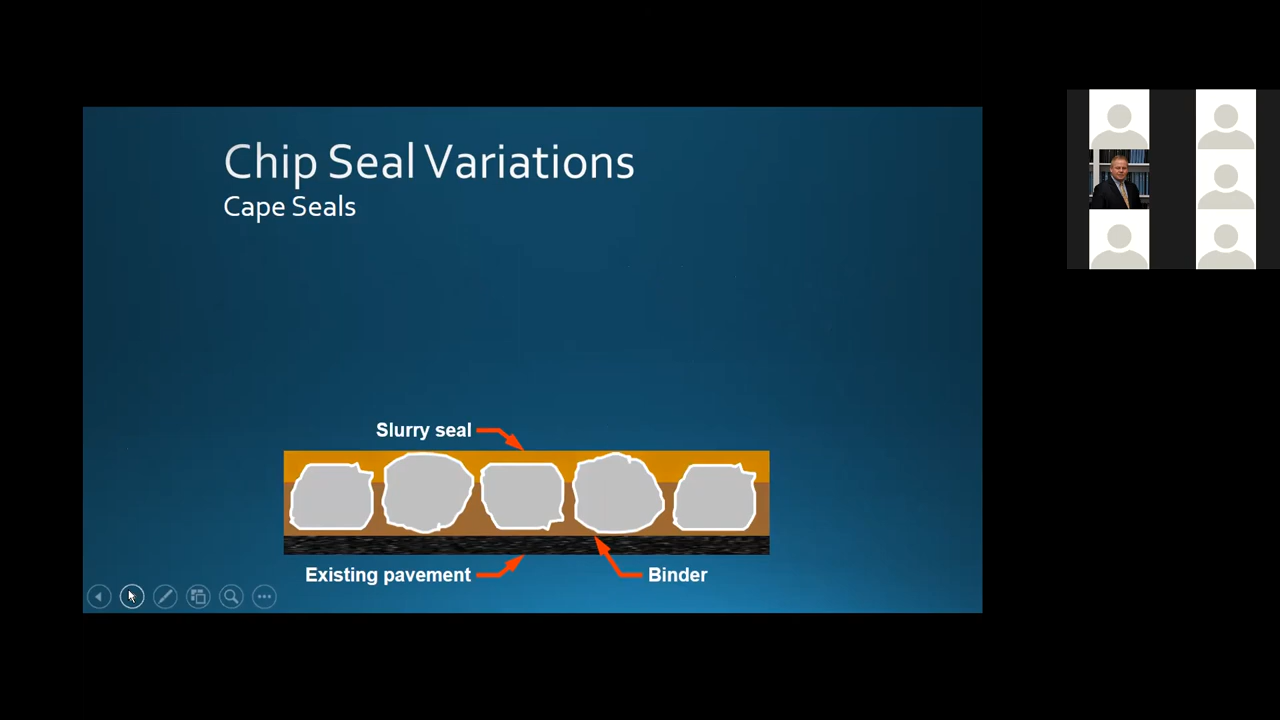 Chip Seal Variations
Cape Seals
Slurry seal
Existing pavement
Binder